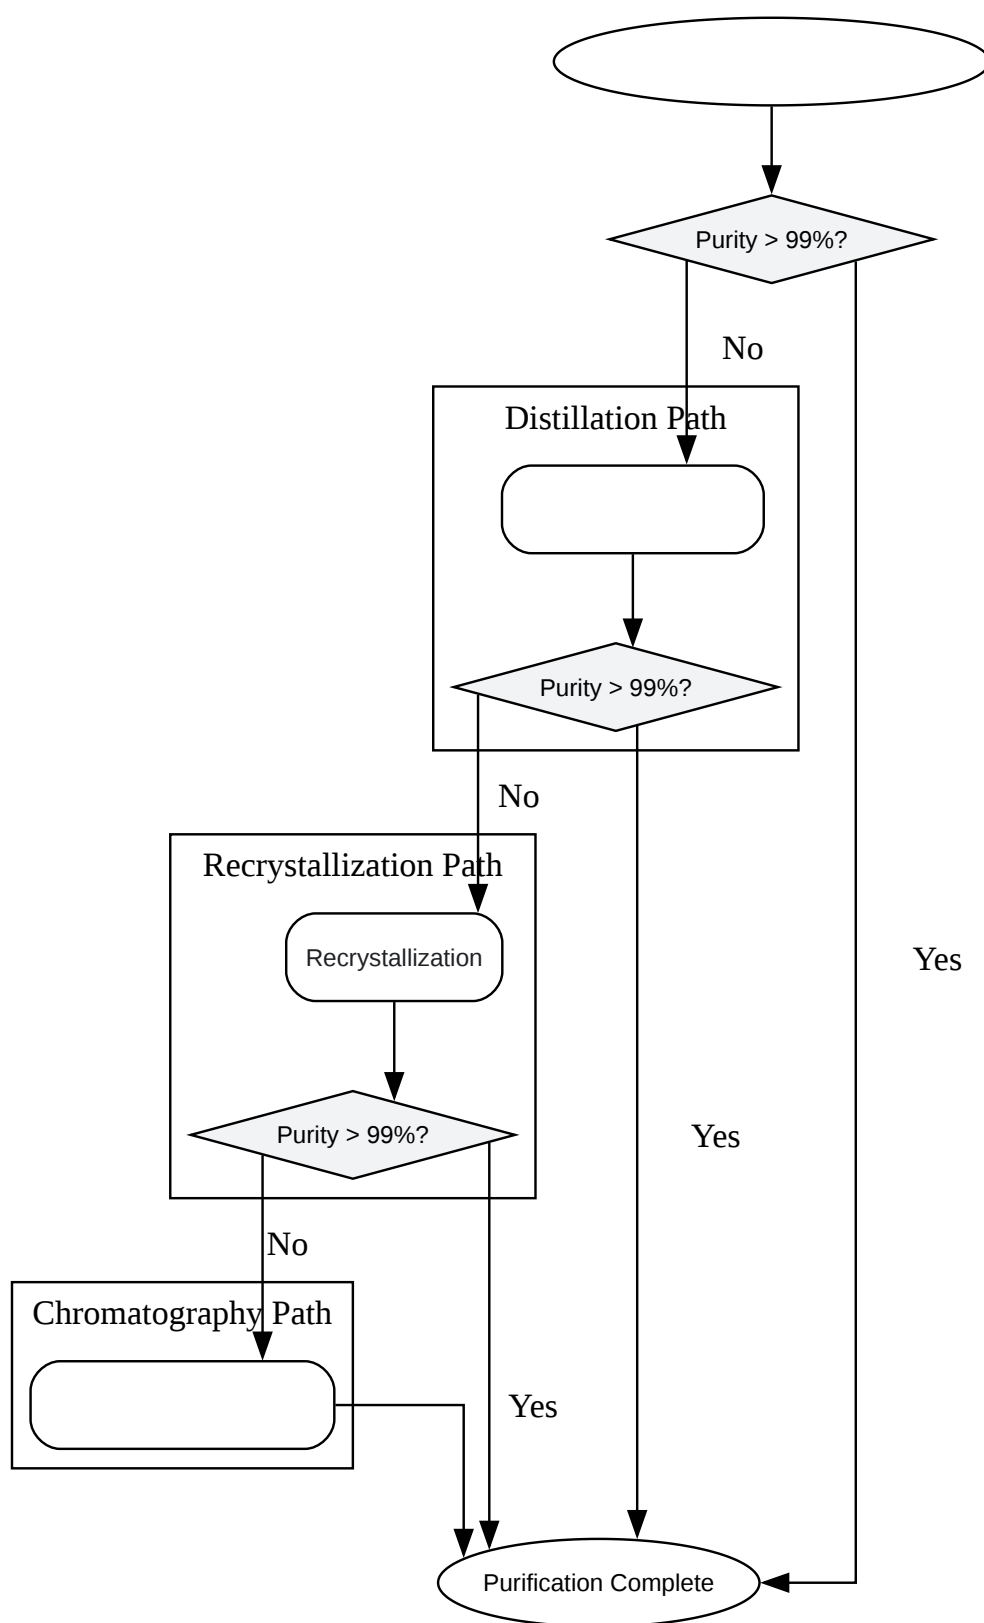 Purity > 99%?
No
Distillation Path
Purity > 99%?
No
Recrystallization Path
Recrystallization
Yes
Purity > 99%?
Yes
No
Chromatography Path
Yes
Purification Complete